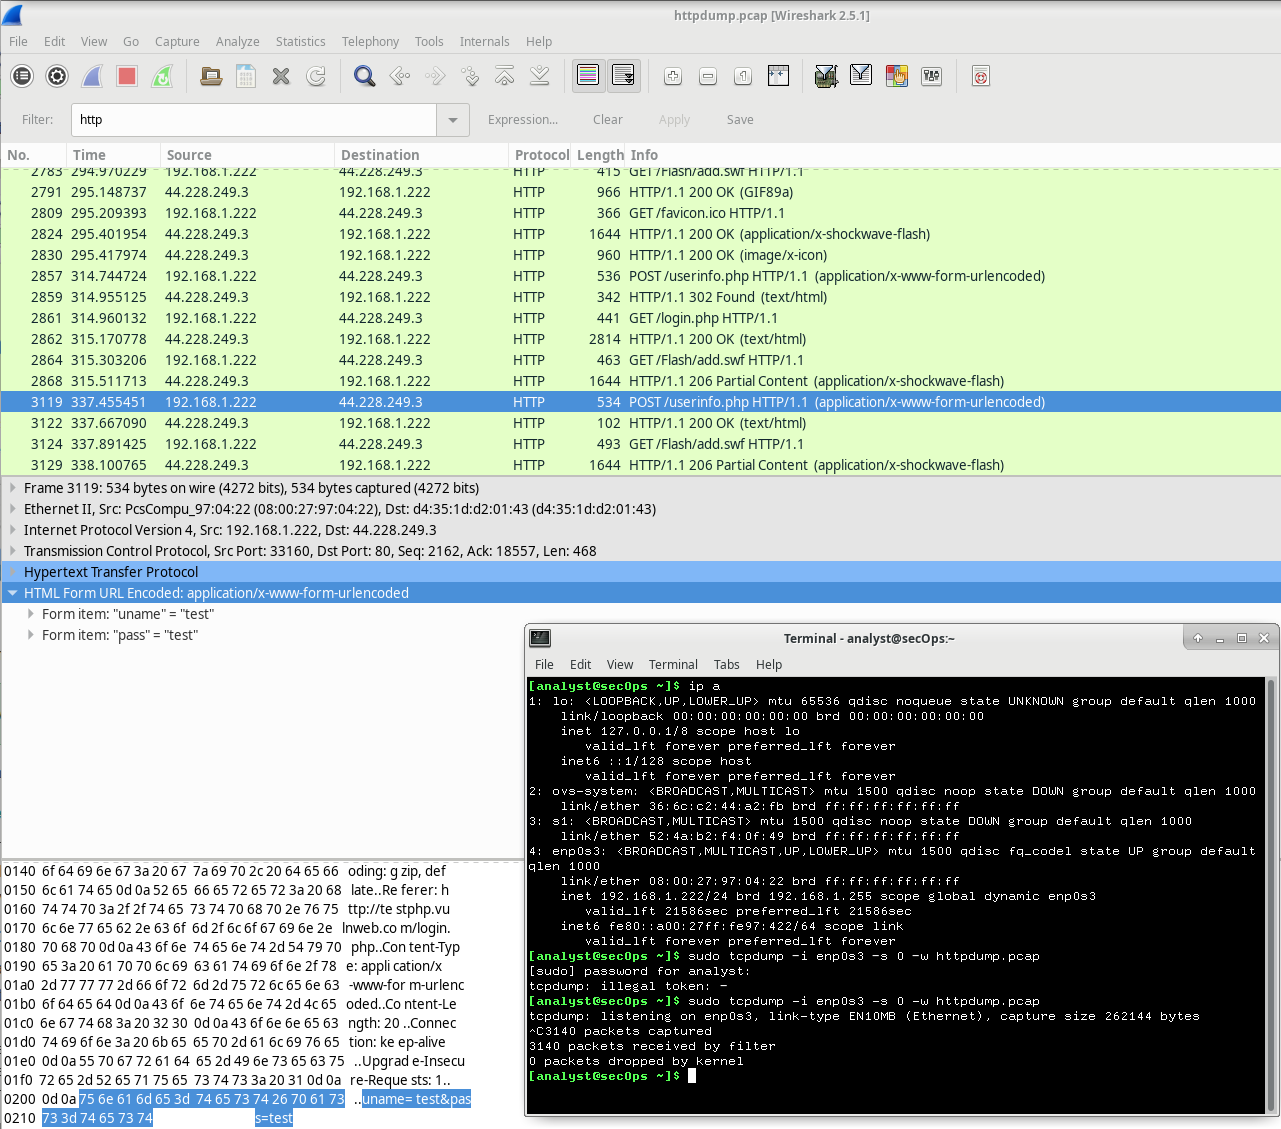 httpdump.pcap [Wireshark 2.5.1]
File Edit View Go Capture Analyze Statistics Telephony Tools Internals Help
Filter: http Expression... Clear Apply Save
No. Time Source Destination Protocol Length Info
2783 294.970229 192.168.1.222 44.228.249.3 HTTP 415 GET /Flash/add.swf HTTP/1.1
2791 295.148737 44.228.249.3 192.168.1.222 HTTP 966 HTTP/1.1 200 OK (GIF89a)
2809 295.209393 192.168.1.222 44.228.249.3 HTTP 366 GET /favicon.ico HTTP/1.1
2824 295.401954 44.228.249.3 192.168.1.222 HTTP 1644 HTTP/1.1 200 OK (application/x-shockwave-flash)
2830 295.417974 44.228.249.3 192.168.1.222 HTTP 960 HTTP/1.1 200 OK (image/x-icon)
2857 314.744724 192.168.1.222 44.228.249.3 HTTP 536 POST /userinfo.php HTTP/1.1 (application/x-www-form-urlencoded)
2859 314.955125 44.228.249.3 192.168.1.222 HTTP 342 HTTP/1.1 302 Found (text/html)
2861 314.960132 192.168.1.222 44.228.249.3 HTTP 441 GET /login.php HTTP/1.1
2862 315.170778 44.228.249.3 192.168.1.222 HTTP 2814 HTTP/1.1 200 OK (text/html)
2864 315.303206 192.168.1.222 44.228.249.3 HTTP 463 GET /Flash/add.swf HTTP/1.1
2868 315.511713 44.228.249.3 192.168.1.222 HTTP 1644 HTTP/1.1 206 Partial Content (application/x-shockwave-flash)
3119 337.455451 192.168.1.222 44.228.249.3 HTTP 534 POST /userinfo.php HTTP/1.1 (application/x-www-form-urlencoded)
3122 337.667090 44.228.249.3 192.168.1.222 HTTP 102 HTTP/1.1 200 OK (text/html)
3124 337.891425 192.168.1.222 44.228.249.3 HTTP 493 GET /Flash/add.swf HTTP/1.1
3129 338.100765 44.228.249.3 192.168.1.222 HTTP 1644 HTTP/1.1 206 Partial Content (application/x-shockwave-flash)
Frame 3119: 534 bytes on wire (4272 bits), 534 bytes captured (4272 bits)
Ethernet II, Src: PcsCompu_97:04:22 (08:00:27:97:04:22), Dst: d4:35:1d:d2:01:43 (d4:35:1d:d2:01:43)
Internet Protocol Version 4, Src: 192.168.1.222, Dst: 44.228.249.3
Transmission Control Protocol, Src Port: 33160, Dst Port: 80, Seq: 2162, Ack: 18557, Len: 468
Hypertext Transfer Protocol
HTML Form URL Encoded: application/x-www-form-urlencoded
Form item: "uname" = "test"
Form item: "pass" = "test"
0140 6f 64 69 6e 67 3a 20 67 7a 69 70 2c 20 64 65 66 oding: g zip, def
0150 6c 61 74 65 0d 0a 52 65 66 65 72 65 72 3a 20 68 late..Re ferer: h
0160 74 74 70 3a 2f 2f 74 65 73 74 70 68 70 2e 76 75 ttp://te stphp.vu
0170 6c 6e 77 65 62 2e 63 6f 6d 2f 6c 6f 67 69 6e 2e lnweb.co m/login.
0180 70 68 70 0d 0a 43 6f 6e 74 65 6e 74 2d 54 79 70 php..Con tent-Typ
0190 65 3a 20 61 70 70 6c 69 63 61 74 69 6f 6e 2f 78 e: appli cation/x
01a0 2d 77 77 77 2d 66 6f 72 6d 2d 75 72 6c 65 6e 63 -www-for m-urlenc
01b0 6f 64 65 64 0d 0a 43 6f 6e 74 65 6e 74 2d 4c 65 oded..Co ntent-Le
01c0 6e 67 74 68 3a 20 32 30 0d 0a 43 6f 6e 6e 65 63 ngth: 20 ..Connec
01d0 74 69 6f 6e 3a 20 6b 65 65 70 2d 61 6c 69 76 65 tion: ke ep-alive
01e0 0d 0a 55 70 67 72 61 64 65 2d 49 6e 73 65 63 75 ..Upgrad e-Insecu
01f0 72 65 2d 52 65 71 75 65 73 74 73 3a 20 31 0d 0a re-Reque sts: 1..
0200 0d 0a 75 6e 61 6d 65 3d 74 65 73 74 26 70 61 73 ..uname= test&pas
0210 73 3d 74 65 73 74 s=test
Terminal - analyst@secOps:~
File Edit View Terminal Tabs Help
[analyst@secOps ~]$ ip a
1: lo: <LOOPBACK,UP,LOWER_UP> mtu 65536 qdisc noqueue state UNKNOWN group default qlen 1000
link/loopback 00:00:00:00:00:00 brd 00:00:00:00:00:00
inet 127.0.0.1/8 scope host lo
valid_lft forever preferred_lft forever
inet6 ::1/128 scope host
valid_lft forever preferred_lft forever
2: ovs-system: <BROADCAST,MULTICAST> mtu 1500 qdisc noop state DOWN group default qlen 1000
link/ether 36:6c:c2:44:a2:fb brd ff:ff:ff:ff:ff:ff
3: s1: <BROADCAST,MULTICAST> mtu 1500 qdisc noop state DOWN group default qlen 1000
link/ether 52:4a:b2:f4:0f:49 brd ff:ff:ff:ff:ff:ff
4: enp0s3: <BROADCAST,MULTICAST,UP,LOWER_UP> mtu 1500 qdisc fq_codel state UP group default
qlen 1000
link/ether 08:00:27:97:04:22 brd ff:ff:ff:ff:ff:ff
inet 192.168.1.222/24 brd 192.168.1.255 scope global dynamic enp0s3
valid_lft 21586sec preferred_lft 21586sec
inet6 fe80::a00:27ff:fe97:422/64 scope link
valid_lft forever preferred_lft forever
[analyst@secOps ~]$ sudo tcpdump –i enp0s3 –s 0 –w httpdump.pcap
[sudo] password for analyst:
tcpdump: illegal token: –
[analyst@secOps ~]$ sudo tcpdump -i enp0s3 -s 0 -w httpdump.pcap
tcpdump: listening on enp0s3, link-type EN10MB (Ethernet), capture size 262144 bytes
^C3140 packets captured
3140 packets received by filter
0 packets dropped by kernel
[analyst@secOps ~]$